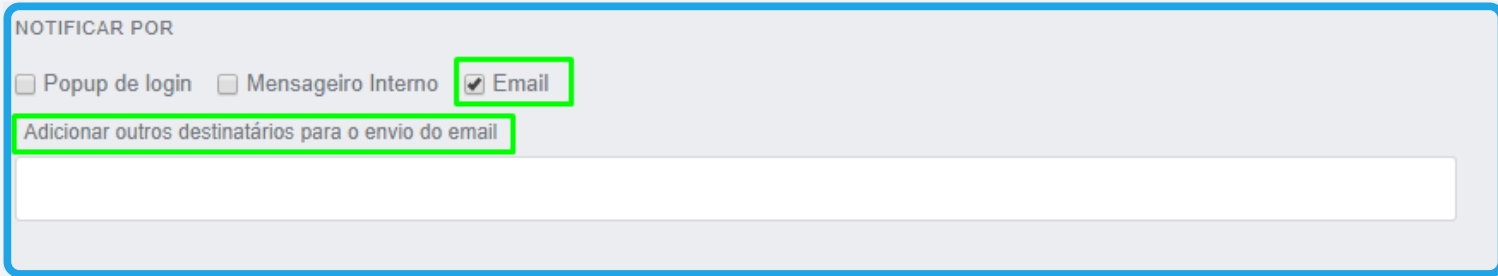 NOTIFICAR POR
Popup de login Mensageiro Interno Email
Adicionar outros destinatários para o envio do email